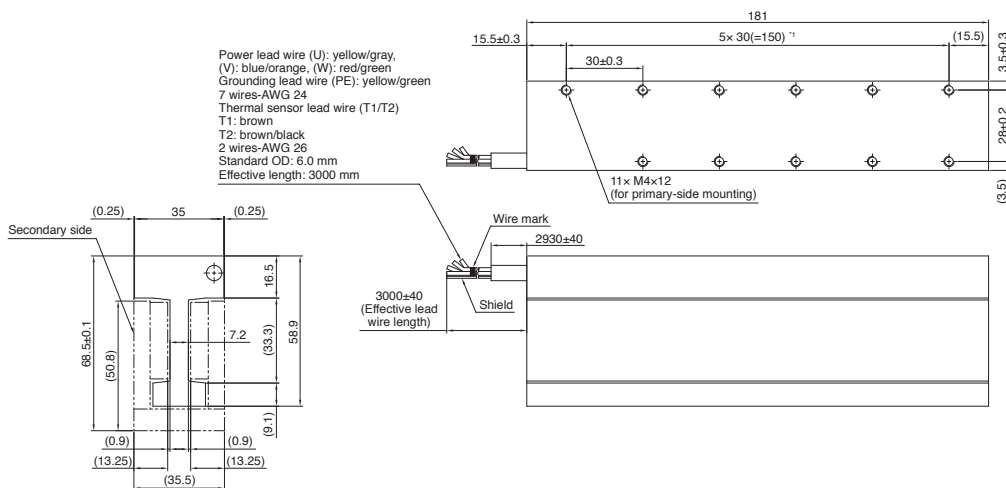 181
15.5±0.3
5× 30(=150) *1
(15.5)
3.5±0.3
30±0.3
28±0.2
(3.5)
11× M4×12
(for primary-side mounting)
Power lead wire (U): yellow/gray,
(V): blue/orange, (W): red/green
Grounding lead wire (PE): yellow/green
7 wires-AWG 24
Thermal sensor lead wire (T1/T2)
T1: brown
T2: brown/black
2 wires-AWG 26
Standard OD: 6.0 mm
Effective length: 3000 mm
Wire mark
2930±40
3000±40
(Effective lead
wire length)
Shield
(0.25)
35
(0.25)
Secondary side
16.5
68.5±0.1
(50.8)
7.2
(33.3)
58.9
(9.1)
(0.9)
(0.9)
(13.25)
(13.25)
(35.5)